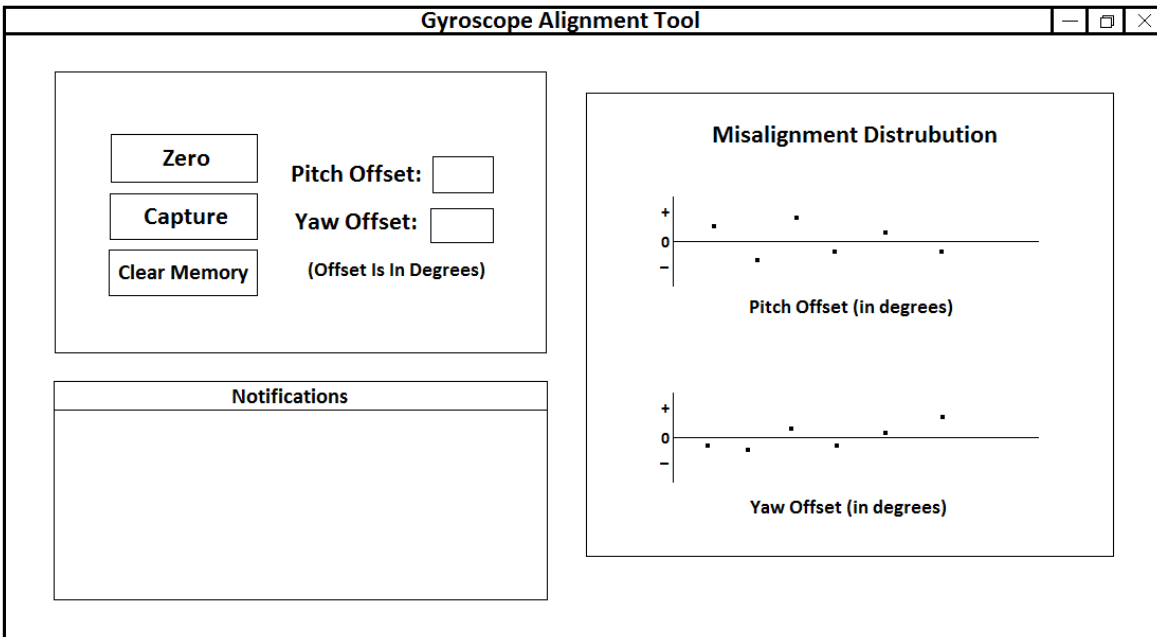 Gyroscope Alignment Tool
Zero
Capture
Clear Memory
Pitch Offset:
Yaw Offset:
(Offset Is In Degrees)
Notifications
Misalignment Distrubution
+
0
−
Pitch Offset (in degrees)
+
0
−
Yaw Offset (in degrees)